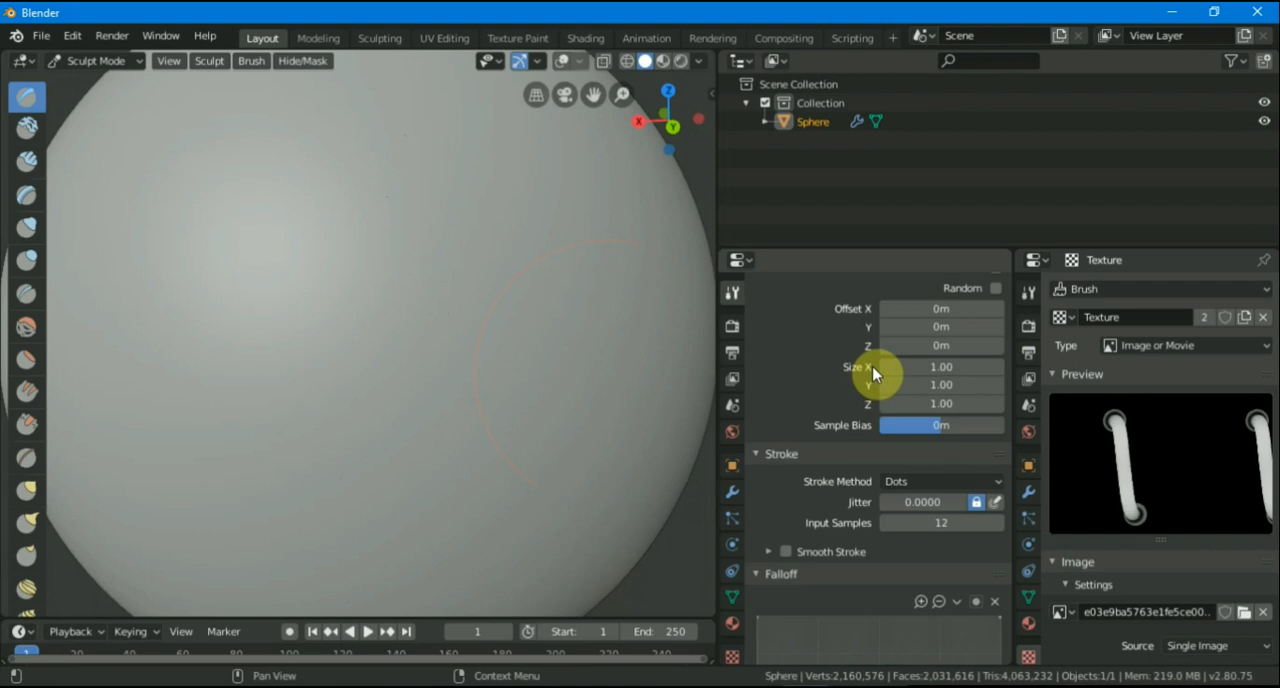 Blender
File Edit Render Window Help
Layout Modeling Sculpting UV Editing Texture Paint Shading Animation Rendering Compositing Scripting +
Scene
View Layer
Sculpt Mode View Sculpt Brush Hide/Mask
Z
X
Y
Scene Collection
Collection
Sphere
Random
Offset X 0m
Y 0m
Z 0m
Size X 1.00
Y 1.00
Z 1.00
Sample Bias 0m
Stroke
Stroke Method Dots
Jitter 0.0000
Input Samples 12
Smooth Stroke
Falloff
Texture
Brush
Texture 2
Type Image or Movie
Preview
Image
Settings
e03e9ba5763e1fe5ce00..
Source Single Image
Playback Keying View Marker 1 Start: 1 End: 250
Pan View
Context Menu
Sphere | Verts:2,160,576 | Faces:2,031,616 | Tris:4,063,232 | Objects:1/1 | Mem: 219.0 MB | v2.80.75